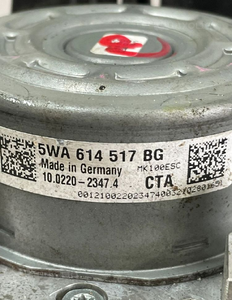 5WA 614 517 BG
Made in Germany MK100ESC
10.0220-2347.4 CTA